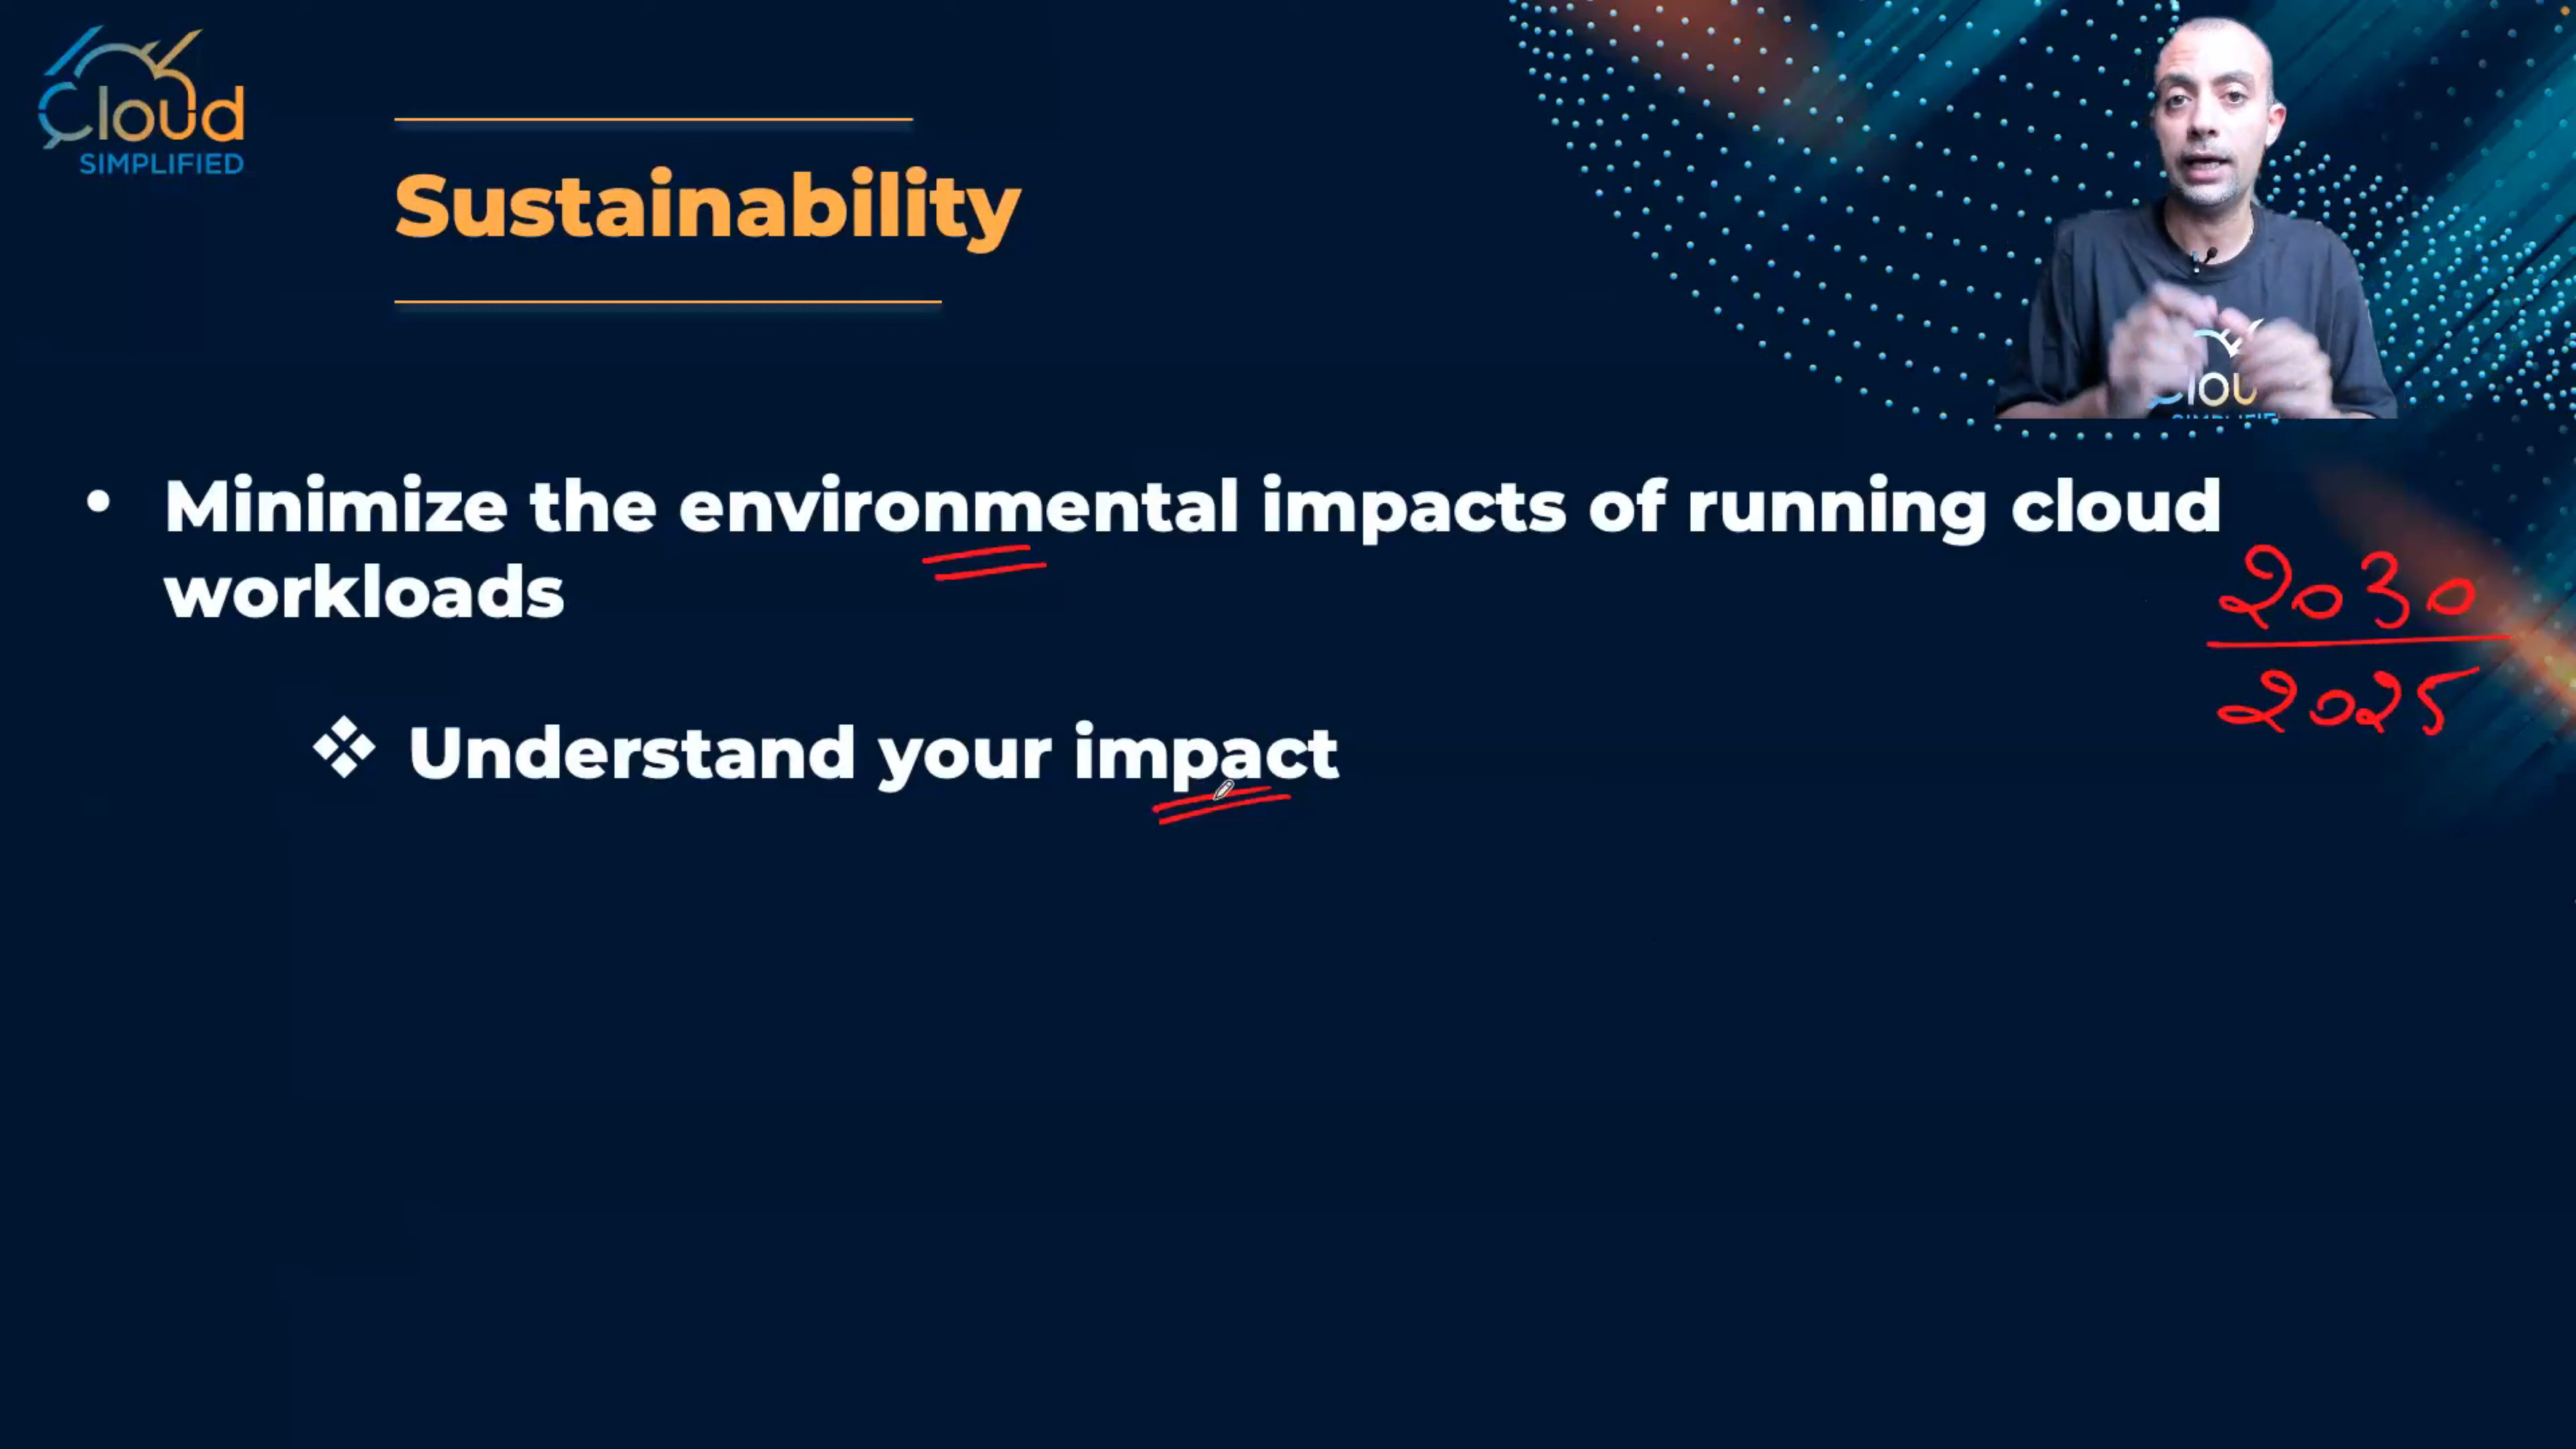 Cloud
SIMPLIFIED
Sustainability
• Minimize the environmental impacts of running cloud
workloads
2030
2025
❖ Understand your impact